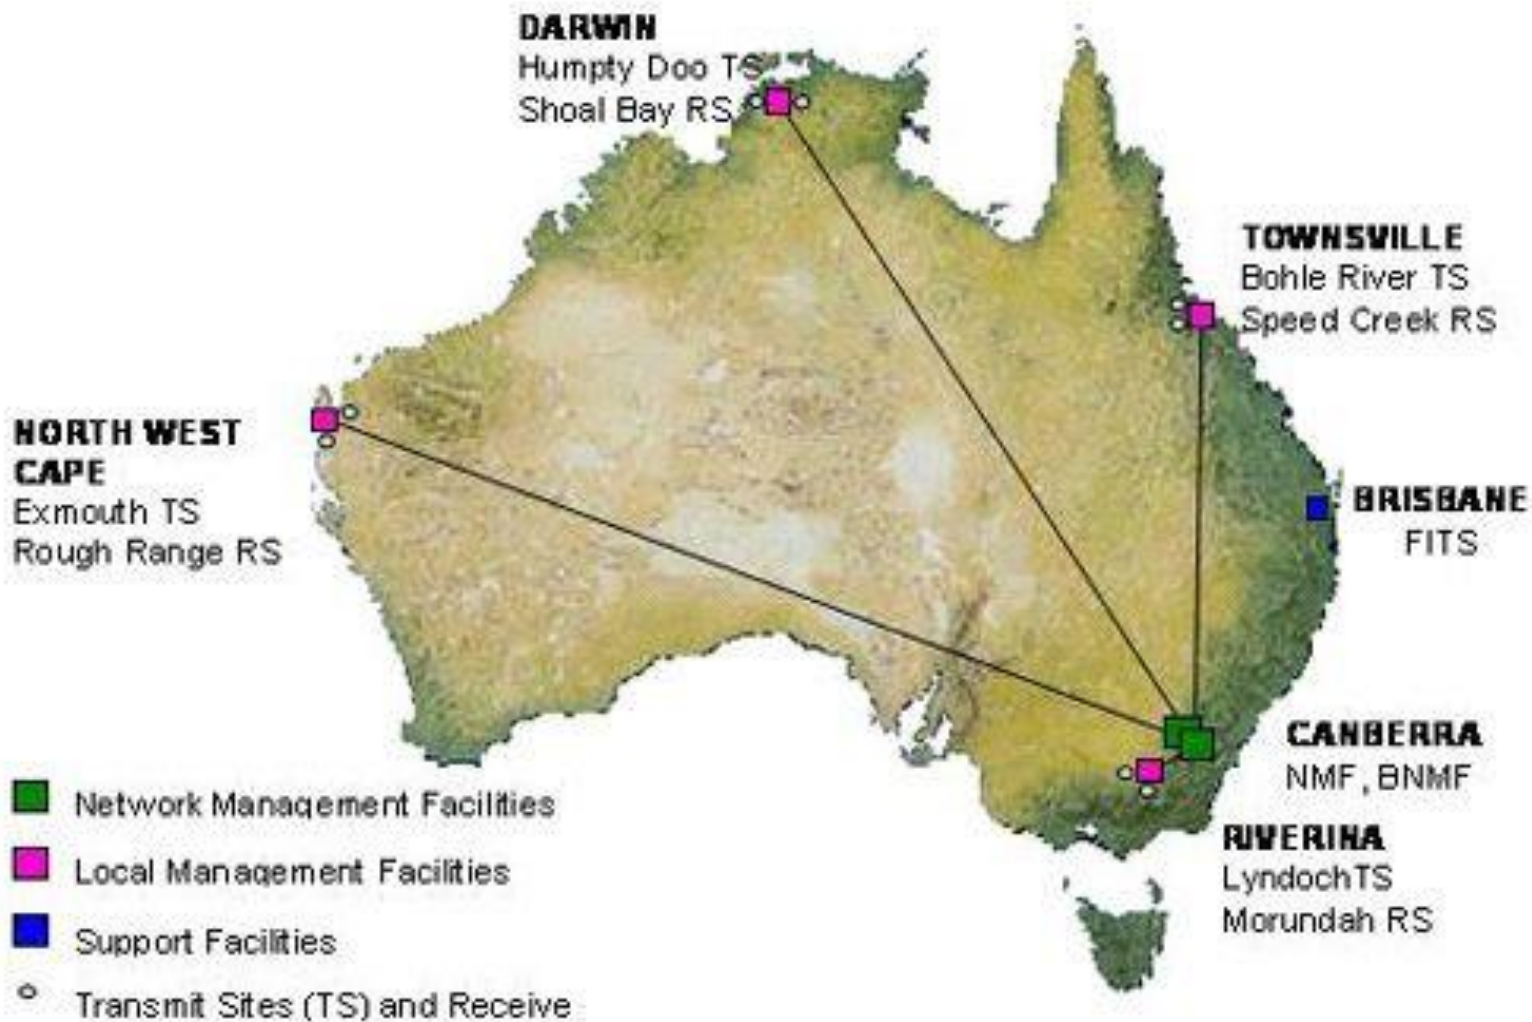 DARWIN
Humpty Doo TS
Shoal Bay RS
TOWNSVILLE
Bohle River TS
Speed Creek RS
NORTH WEST
CAPE
Exmouth TS
Rough Range RS
BRISBANE
FITS
CANBERRA
NMF, BNMF
RIVERINA
Lyndoch TS
Morundah RS
Network Management Facilities
Local Management Facilities
Support Facilities
Transmit Sites (TS) and Receive